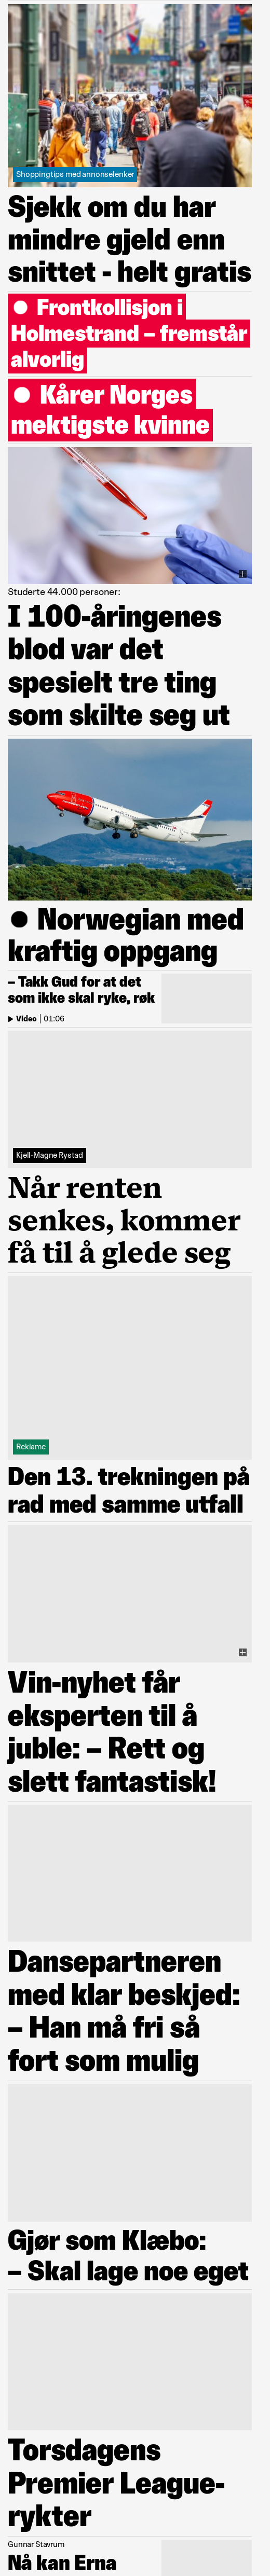 Shoppingtips med annonselenker
Sjekk om du har
mindre gjeld enn
snittet - helt gratis
Frontkollisjon i
Holmestrand – fremstår
alvorlig
Kårer Norges
mektigste kvinne
Studerte 44.000 personer:
I 100-åringenes
blod var det
spesielt tre ting
som skilte seg ut
Norwegian med
kraftig oppgang
– Takk Gud for at det
som ikke skal ryke, røk
Video | 01:06
Kjell-Magne Rystad
Når renten
senkes, kommer
få til å glede seg
Reklame
Den 13. trekningen på
rad med samme utfall
Vin-nyhet får
eksperten til å
juble: – Rett og
slett fantastisk!
Dansepartneren
med klar beskjed:
– Han må fri så
fort som mulig
Gjør som Klæbo:
– Skal lage noe eget
Torsdagens
Premier League-
rykter
Gunnar Stavrum
Nå kan Erna